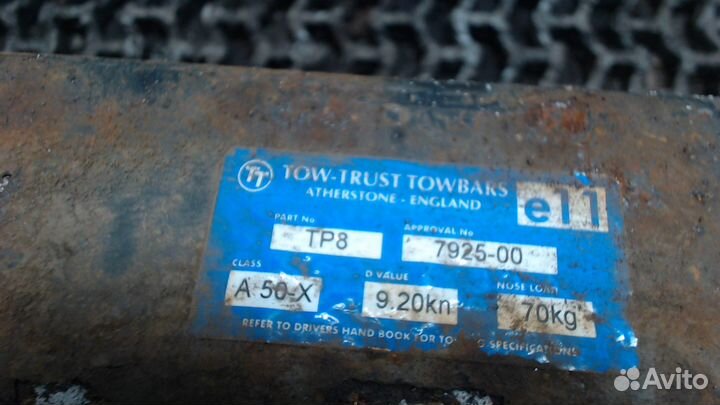 TT TOW-TRUST TOWBARS
ATHERSTONE - ENGLAND
e11
PART No APPROVAL No
TP8 7925-00
CLASS D VALUE NOSE LOAD
A 50-X 9.20kn 70kg
REFER TO DRIVERS HAND BOOK FOR TOWING SPECIFICATIONS
Avito